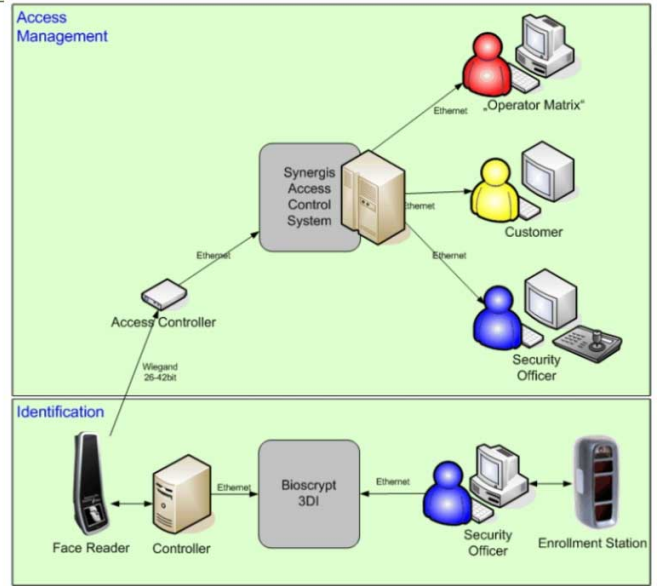 Access
Management
Ethernet
„Operator Matrix“
Synergis
Access
Control
System
thernet
Customer
Ethernet
Ethernet
Access Controller
Security
Officer
Wiegand
26-42bit
Identification
Ethernet
Bioscrypt
3DI
Ethernet
Face Reader
Controller
Security
Officer
Enrollment Station